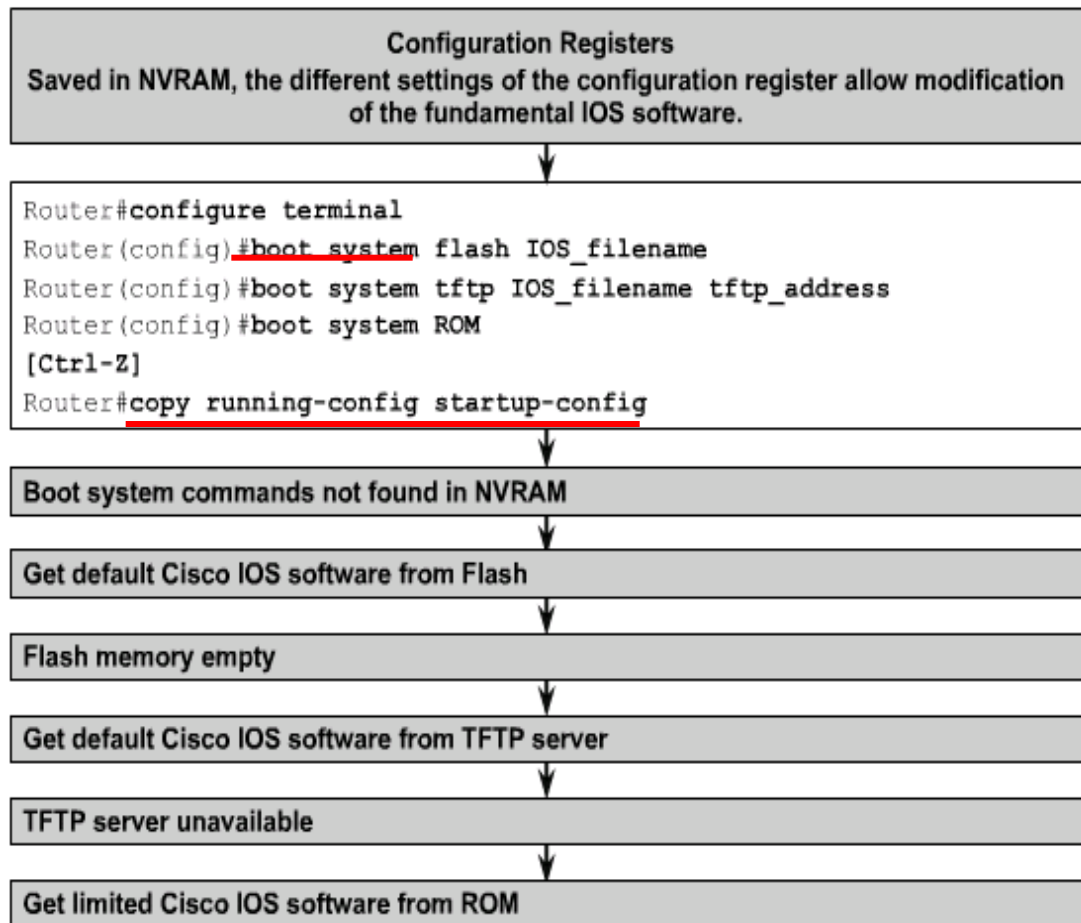 Configuration Registers
Saved in NVRAM, the different settings of the configuration register allow modification
of the fundamental IOS software.
Router#configure terminal
Router(config)#boot system flash IOS_filename
Router(config)#boot system tftp IOS_filename tftp_address
Router(config)#boot system ROM
[Ctrl-Z]
Router#copy running-config startup-config
Boot system commands not found in NVRAM
Get default Cisco IOS software from Flash
Flash memory empty
Get default Cisco IOS software from TFTP server
TFTP server unavailable
Get limited Cisco IOS software from ROM